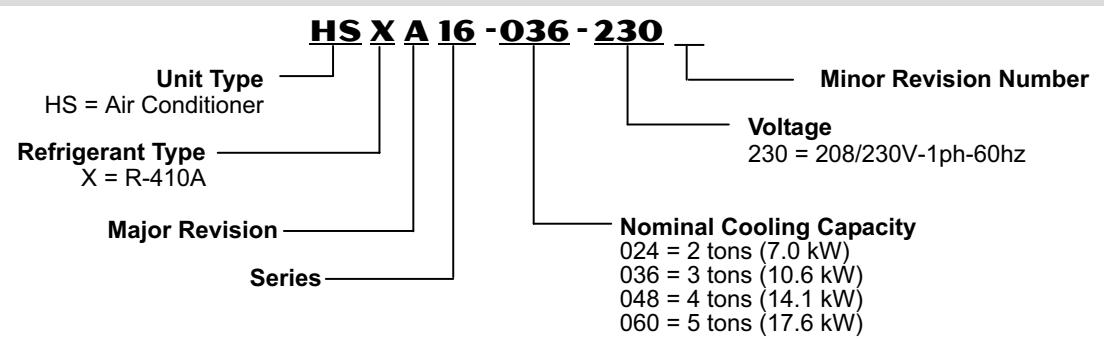 HS X A 16 - 036 - 230
Unit Type
HS = Air Conditioner
Refrigerant Type
X = R-410A
Major Revision
Series
Minor Revision Number
Voltage
230 = 208/230V-1ph-60hz
Nominal Cooling Capacity
024 = 2 tons (7.0 kW)
036 = 3 tons (10.6 kW)
048 = 4 tons (14.1 kW)
060 = 5 tons (17.6 kW)